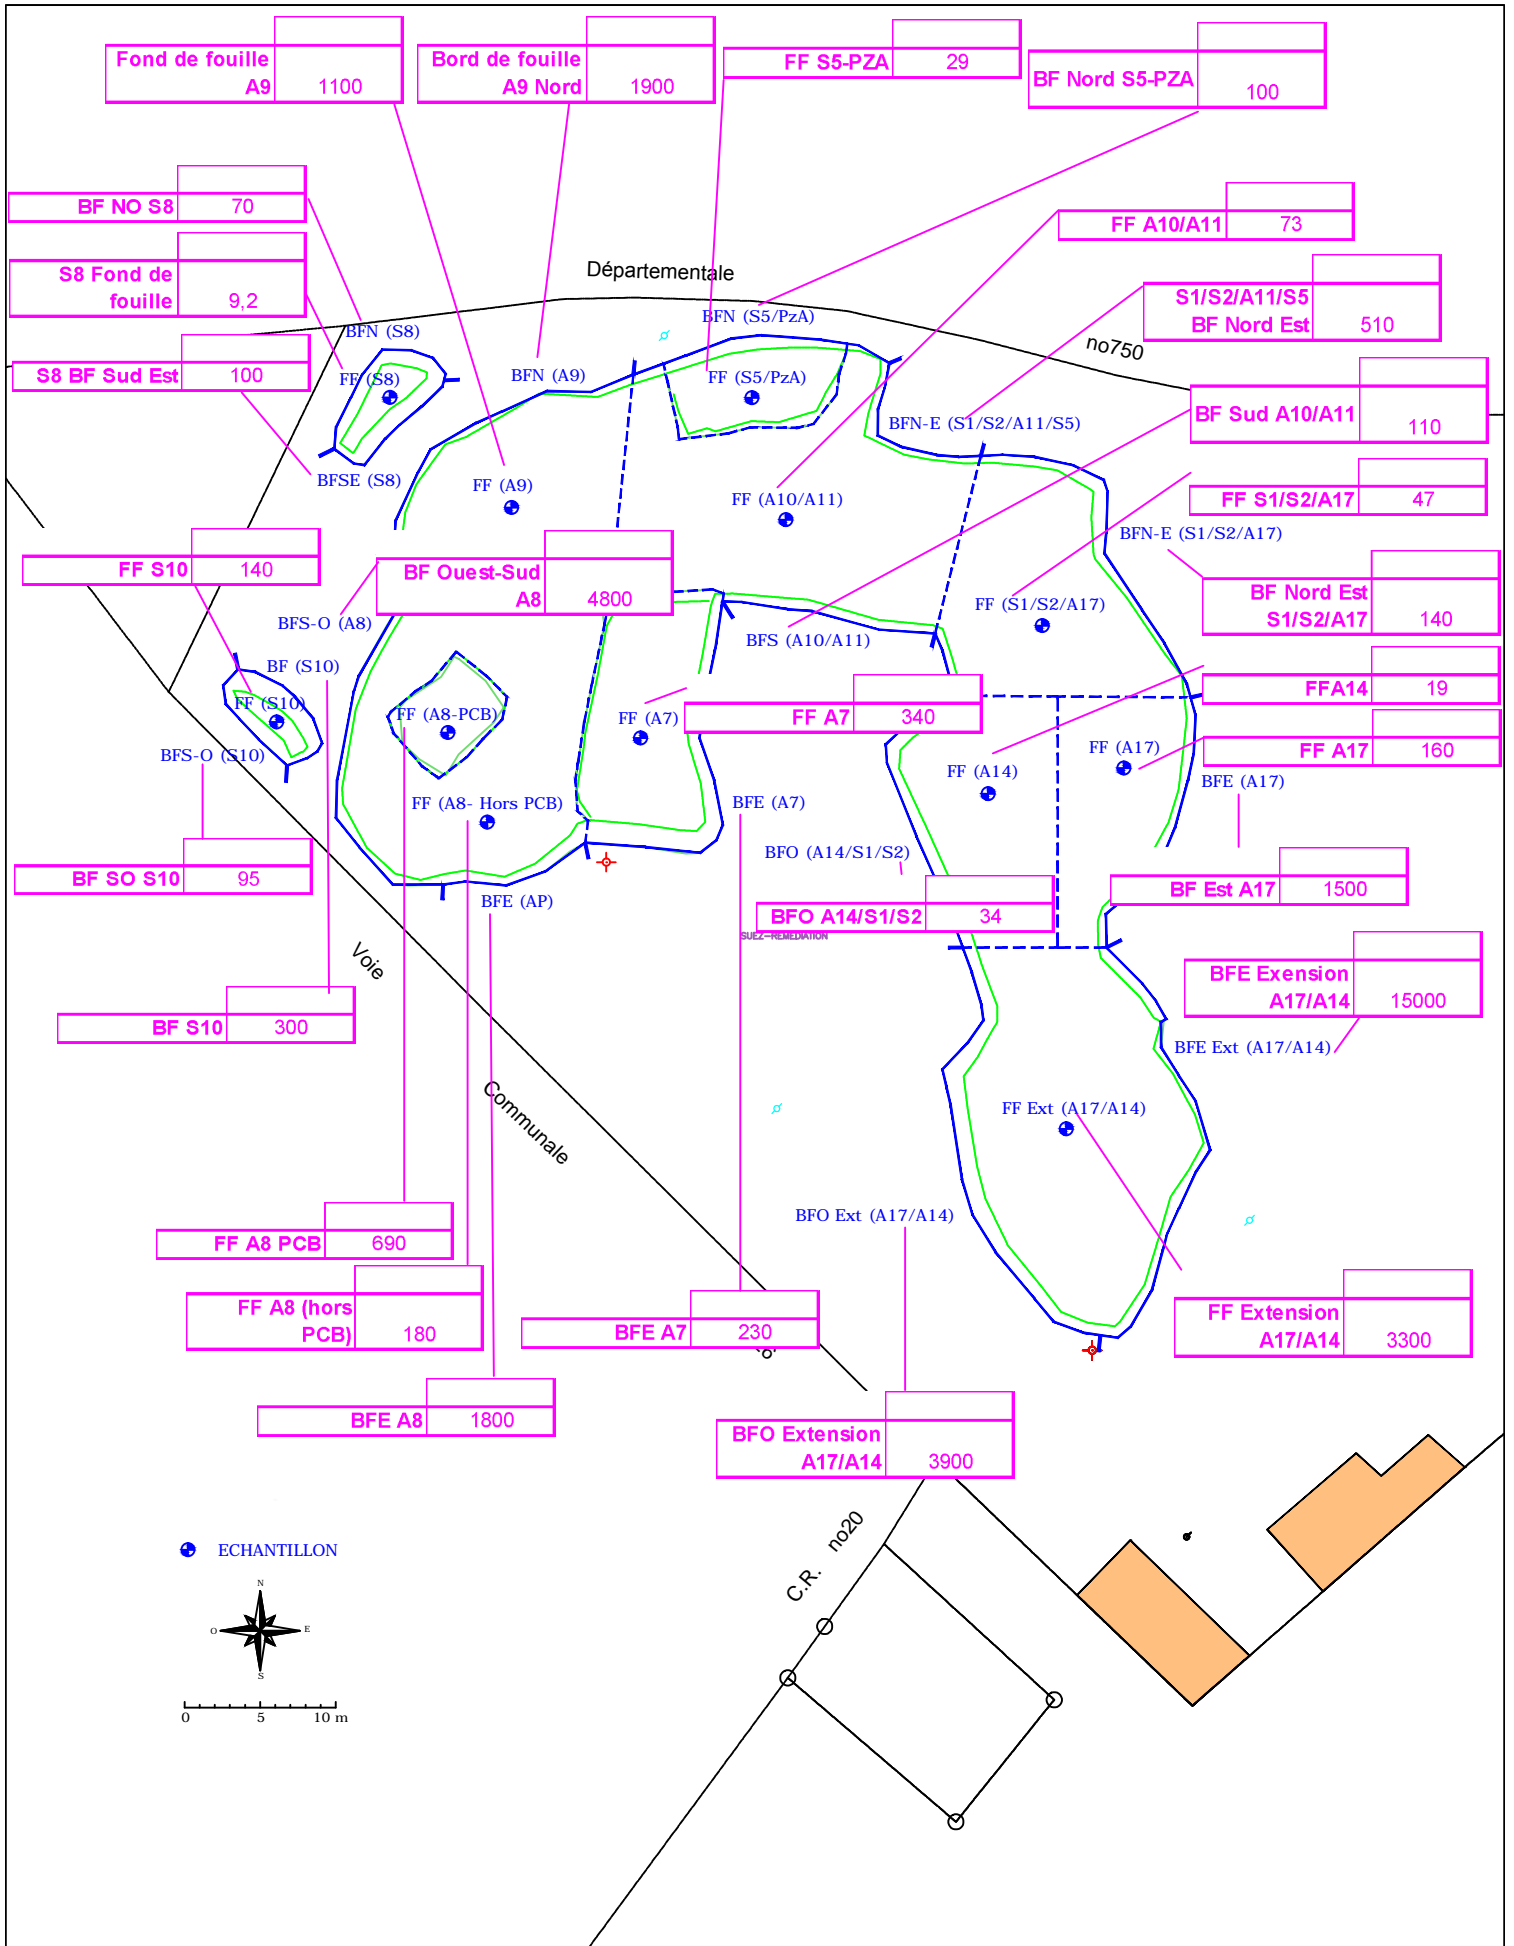 Fond de fouille
A9
1100
Bord de fouille
A9 Nord
1900
FF S5-PZA
29
BF Nord S5-PZA
100
BF NO S8
70
FF A10/A11
73
S8 Fond de
fouille
9,2
S1/S2/A11/S5
BF Nord Est
510
S8 BF Sud Est
100
BF Sud A10/A11
110
FF S1/S2/A17
47
Départementale
no750
BFN (S8)
BFN (S5/PzA)
FF (S8)
BFN (A9)
FF (S5/PzA)
BFN-E (S1/S2/A11/S5)
BFSE (S8)
FF (A9)
FF (A10/A11)
BFN-E (S1/S2/A17)
FF S10
140
BF Ouest-Sud
A8
4800
BF Nord Est
S1/S2/A17
140
BFS-O (A8)
FF (S1/S2/A17)
BFS (A10/A11)
BF (S10)
FFA14
19
FF (S10)
FF (A8-PCB)
FF (A7)
FF A7
340
FF A17
160
BFS-O (S10)
FF (A17)
FF (A14)
BFE (A17)
FF (A8- Hors PCB)
BFE (A7)
BFO (A14/S1/S2)
BF SO S10
95
BF Est A17
1500
BFE (AP)
BFO A14/S1/S2
34
SUEZ-REMEDIATION
Voie
BFE Exension
A17/A14
15000
BF S10
300
BFE Ext (A17/A14)
Communale
FF Ext (A17/A14)
BFO Ext (A17/A14)
FF A8 PCB
690
FF A8 (hors
PCB)
180
BFE A7
230
FF Extension
A17/A14
3300
BFE A8
1800
BFO Extension
A17/A14
3900
C.R. no20
ECHANTILLON
N
O
E
S
0 5 10 m